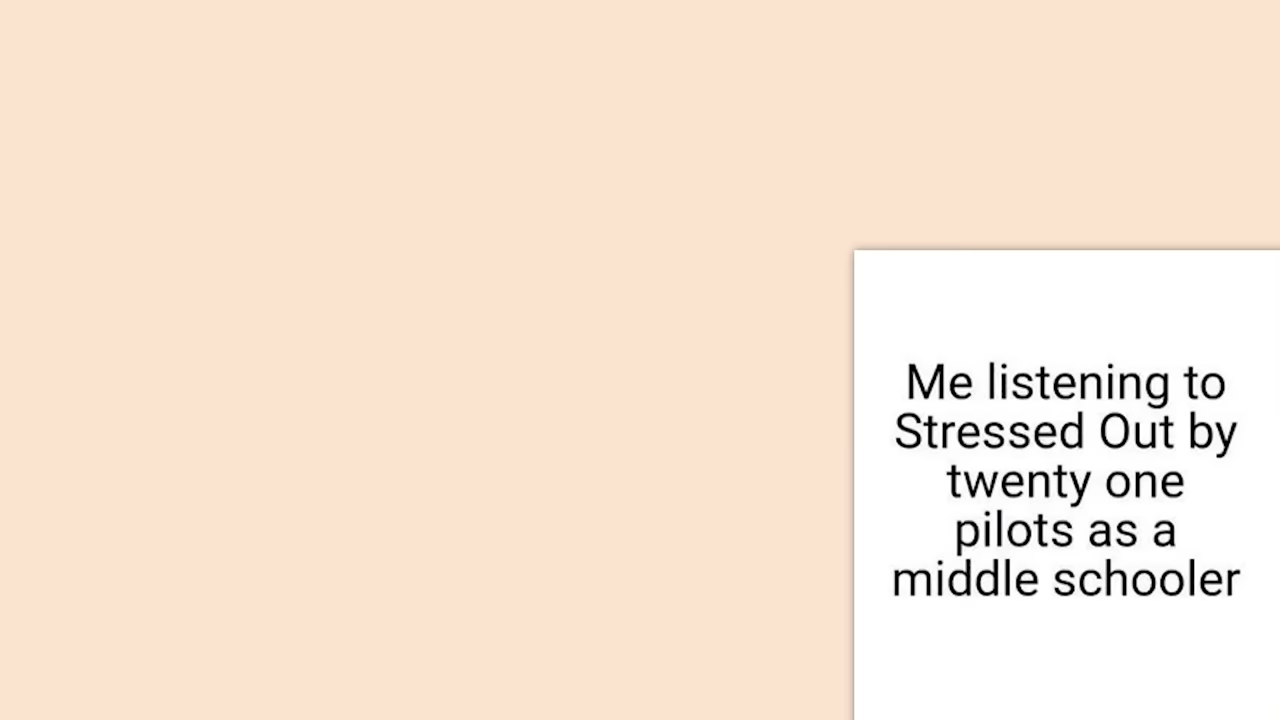 Me listening to
Stressed Out by
twenty one
pilots as a
middle schooler